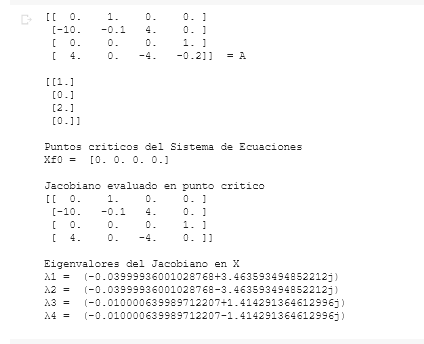 [[ 0. 1. 0. 0. ]
[-10. -0.1 4. 0. ]
[ 0. 0. 0. 1. ]
[ 4. 0. -4. -0.2]] = A
[[1.]
[0.]
[2.]
[0.]]
Puntos criticos del Sistema de Ecuaciones
Xf0 = [0. 0. 0. 0.]
Jacobiano evaluado en punto critico
[[ 0. 1. 0. 0. ]
[-10. -0.1 4. 0. ]
[ 0. 0. 0. 1. ]
[ 4. 0. -4. 0. ]]
Eigenvalores del Jacobiano en X
λ1 = (-0.03999936001028768+3.463593494852212j)
λ2 = (-0.03999936001028768-3.463593494852212j)
λ3 = (-0.010000639989712207+1.414291364612996j)
λ4 = (-0.010000639989712207-1.414291364612996j)